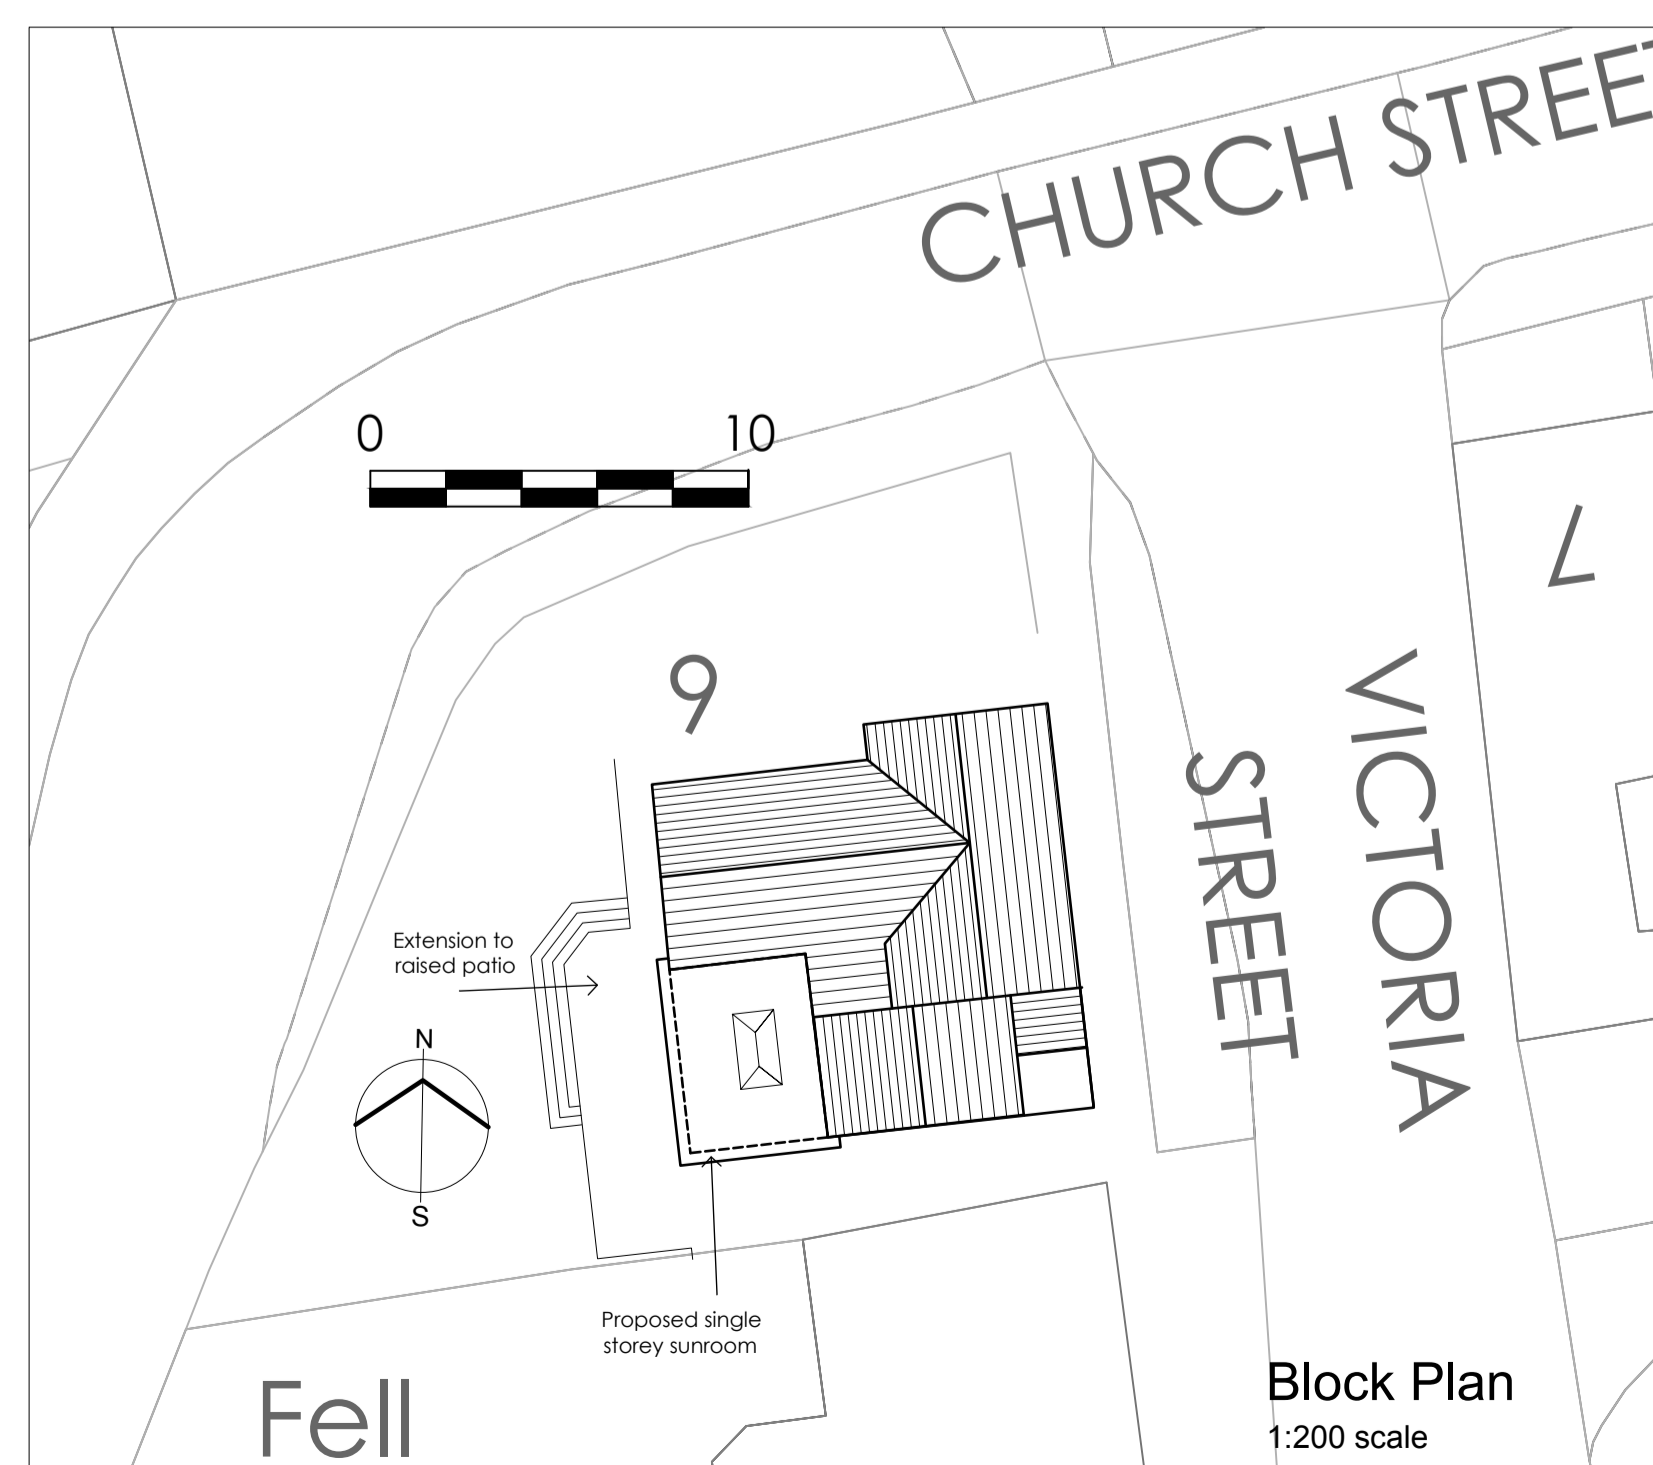 CHURCH STREET
0 10
7
9
VICTORIA
STREET
Extension to
raised patio
N
S
Proposed single
storey sunroom
Fell
Block Plan
1:200 scale